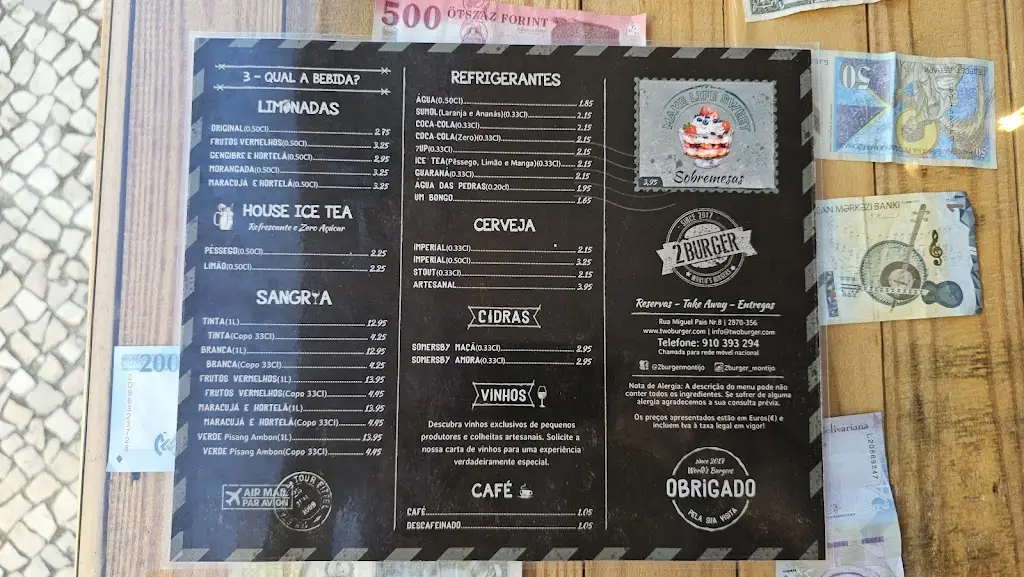 500 ÖTSZÁZ FORINT
3 - QUAL A BEBIDA?
LIMONADAS
ORIGINAL(0.50Cl) 2.75
FRUTOS VERMELHOS(0.50Cl) 3.25
GENGIBRE E HORTELÃ(0.50Cl) 2.95
MORANGADA(0.50Cl) 3.25
MARACUJÁ E HORTELÃ(0.50Cl) 3.25
HOUSE ICE TEA
Refrescante e Zero Açúcar
PÊSSEGO(0.50Cl) 2.25
LIMÃO(0.50Cl) 2.25
SANGRIA
TINTA(1L) 12.95
TINTA(Copo 33Cl) 4.25
BRANCA(1L) 12.95
BRANCA(Copo 33Cl) 4.25
FRUTOS VERMELHOS(1L) 13.95
FRUTOS VERMELHOS(Copo 33Cl) 4.45
MARACUJÁ E HORTELÃ(1L) 13.95
MARACUJÁ E HORTELÃ(Copo 33Cl) 4.45
VERDE Pisang Ambon(1L) 13.95
VERDE Pisang Ambon(Copo 33Cl) 4.45
AIR MAIL
PAR AVION
TOUR EIFFEL
REFRIGERANTES
ÁGUA(0.50Cl) 1.85
SUMOL(Laranja e Ananás)(0.33Cl) 2.15
COCA-COLA(0.33Cl) 2.15
COCA-COLA(Zero)(0.33Cl) 2.15
7UP(0.33Cl) 2.15
ICE TEA(Pêssego, Limão e Manga)(0.33Cl) 2.15
GUARANÁ(0.33Cl) 2.15
ÁGUA DAS PEDRAS(0.20cl) 1.95
UM BONGO 1.65
CERVEJA
IMPERIAL(0.33Cl) 2.15
IMPERIAL(0.50Cl) 3.25
STOUT(0.33Cl) 2.15
ARTESANAL 3.95
CIDRAS
SOMERSBY MAÇÃ(0.33Cl) 2.95
SOMERSBY AMORA(0.33Cl) 2.95
VINHOS
Descubra vinhos exclusivos de pequenos
produtores e colheitas artesanais. Solicite a
nossa carta de vinhos para uma experiência
verdadeiramente especial.
CAFÉ
CAFÉ 1.05
DESCAFEINADO 1.05
MAKE LIFE SWEET
3.95 Sobremesas
SINCE 2017
2 BURGER
WORLD'S BURGERS
Reservas - Take Away - Entregas
Rua Miguel Pais Nr.8 | 2870-356
www.twoburger.com | info@twoburger.com
Telefone: 910 393 294
Chamada para rede móvel nacional
@2burgermontijo 2burger_montijo
Nota de Alergia: A descrição do menu pode não
conter todos os ingredientes. Se sofrer de alguma
alergia agradecemos a sua consulta prévia.
Os preços apresentados estão em Euros(€) e
incluem Iva à taxa legal em vigor!
Since 2017
World's Burgers
OBRIGADO
PELA SUA VISITA
50
MƏRKƏZİ BANKI
200
livariana